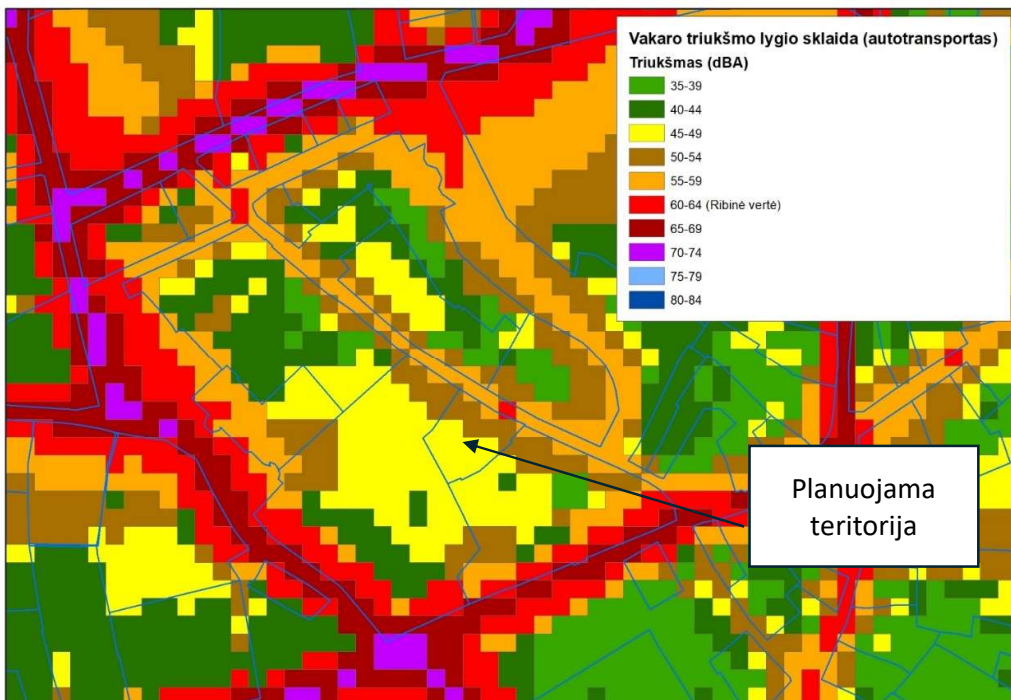 Vakaro triukšmo lygio sklaida (autotransportas)
Triukšmas (dBA)
35-39
40-44
45-49
50-54
55-59
60-64 (Ribinė vertė)
65-69
70-74
75-79
80-84
Planuojama
teritorija